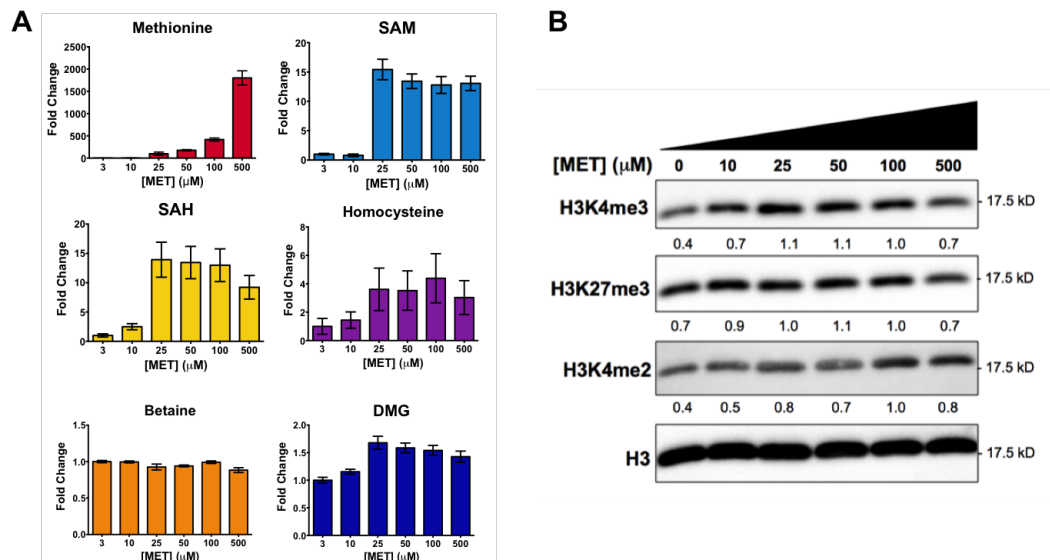 A
Methionine
Fold Change
2500
2000
1500
1000
500
0
3 10 25 50 100 500
[MET] (µM)
SAM
Fold Change
20
15
10
5
0
3 10 25 50 100 500
[MET] (µM)
SAH
Fold Change
20
15
10
5
0
3 10 25 50 100 500
[MET] (µM)
Homocysteine
Fold Change
8
6
4
2
0
3 10 25 50 100 500
[MET] (µM)
Betaine
Fold Change
1.5
1.0
0.5
0.0
3 10 25 50 100 500
[MET] (µM)
DMG
Fold Change
2.0
1.5
1.0
0.5
0.0
3 10 25 50 100 500
[MET] (µM)
B
[MET] (µM) 0 10 25 50 100 500
H3K4me3 - 17.5 kD
0.4 0.7 1.1 1.1 1.0 0.7
H3K27me3 - 17.5 kD
0.7 0.9 1.0 1.1 1.0 0.7
H3K4me2 - 17.5 kD
0.4 0.5 0.8 0.7 1.0 0.8
H3 - 17.5 kD